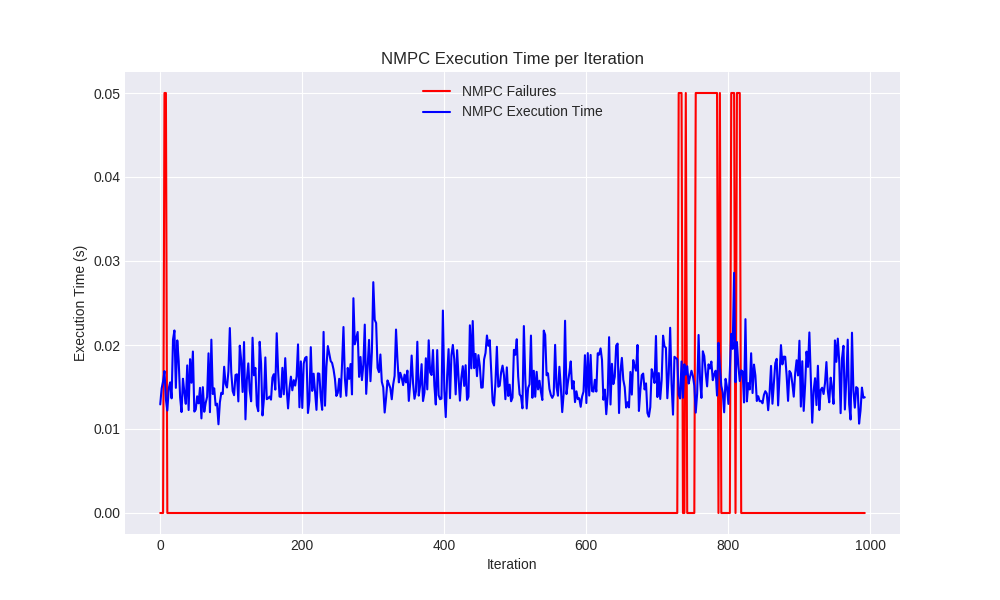 NMPC Execution Time per Iteration
NMPC Failures
NMPC Execution Time
Execution Time (s)
0.05
0.04
0.03
0.02
0.01
0.00
0 200 400 600 800 1000
Iteration